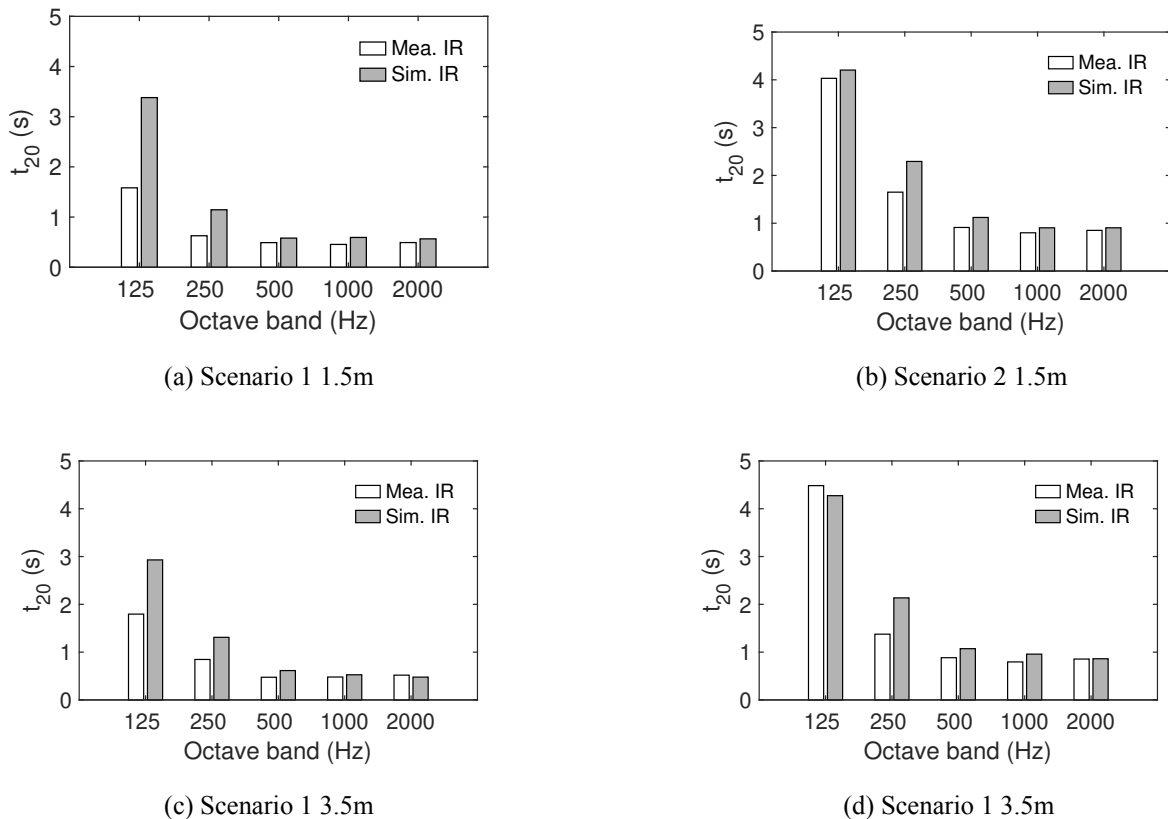 5
4
3
2
1
0
t20 (s)
Mea. IR
Sim. IR
125 250 500 1000 2000
Octave band (Hz)
(a) Scenario 1 1.5m
5
4
3
2
1
0
t20 (s)
Mea. IR
Sim. IR
125 250 500 1000 2000
Octave band (Hz)
(b) Scenario 2 1.5m
5
4
3
2
1
0
t20 (s)
Mea. IR
Sim. IR
125 250 500 1000 2000
Octave band (Hz)
(c) Scenario 1 3.5m
5
4
3
2
1
0
t20 (s)
Mea. IR
Sim. IR
125 250 500 1000 2000
Octave band (Hz)
(d) Scenario 1 3.5m